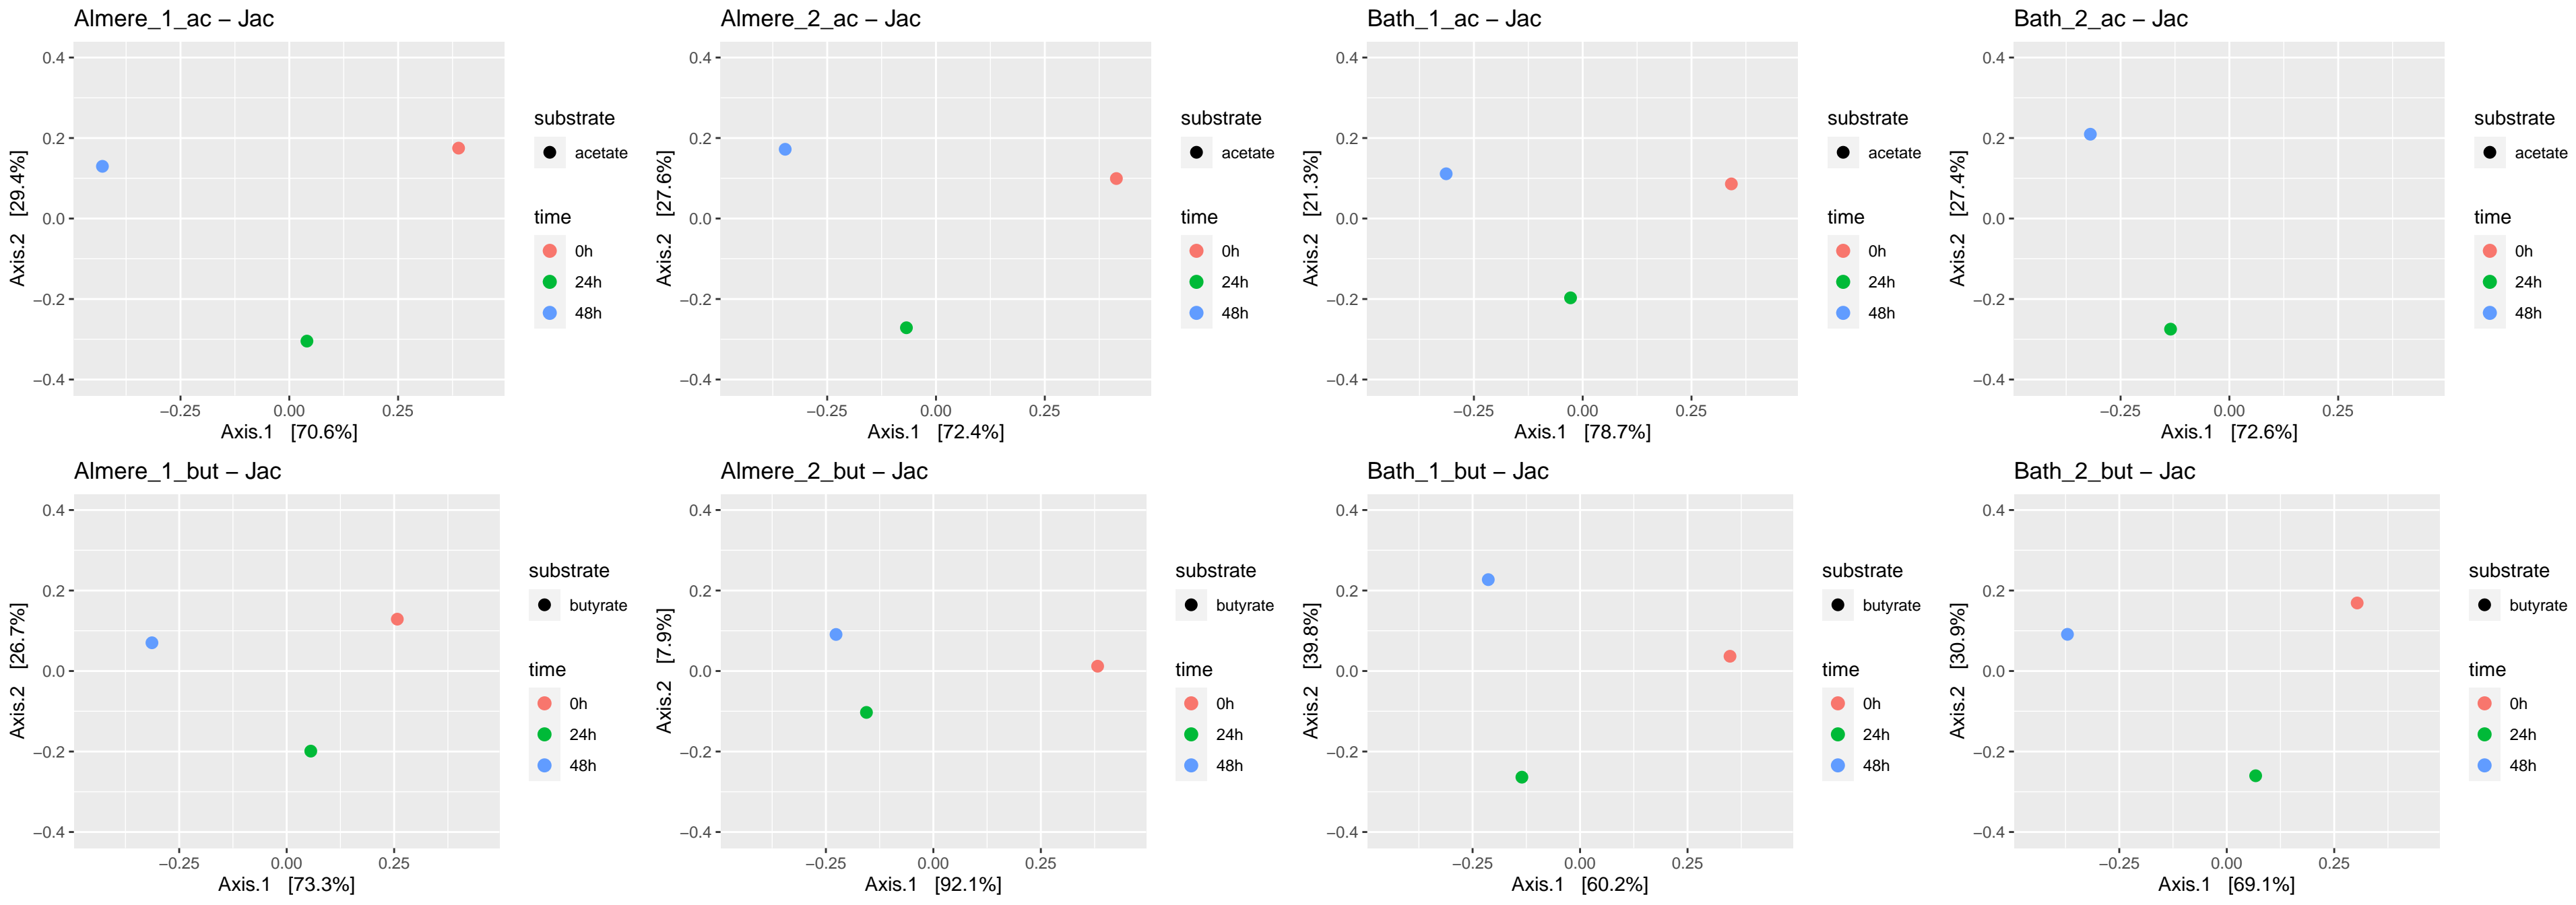 Almere_1_ac – Jac
Axis.2 [29.4%]
0.4
0.2
0.0
−0.2
−0.4
−0.25 0.00 0.25
Axis.1 [70.6%]
substrate
acetate
time
0h
24h
48h
Almere_2_ac – Jac
Axis.2 [27.6%]
0.4
0.2
0.0
−0.2
−0.4
−0.25 0.00 0.25
Axis.1 [72.4%]
substrate
acetate
time
0h
24h
48h
Bath_1_ac – Jac
Axis.2 [21.3%]
0.4
0.2
0.0
−0.2
−0.4
−0.25 0.00 0.25
Axis.1 [78.7%]
substrate
acetate
time
0h
24h
48h
Bath_2_ac – Jac
Axis.2 [27.4%]
0.4
0.2
0.0
−0.2
−0.4
−0.25 0.00 0.25
Axis.1 [72.6%]
substrate
acetate
time
0h
24h
48h
Almere_1_but – Jac
Axis.2 [26.7%]
0.4
0.2
0.0
−0.2
−0.4
−0.25 0.00 0.25
Axis.1 [73.3%]
substrate
butyrate
time
0h
24h
48h
Almere_2_but – Jac
Axis.2 [7.9%]
0.4
0.2
0.0
−0.2
−0.4
−0.25 0.00 0.25
Axis.1 [92.1%]
substrate
butyrate
time
0h
24h
48h
Bath_1_but – Jac
Axis.2 [39.8%]
0.4
0.2
0.0
−0.2
−0.4
−0.25 0.00 0.25
Axis.1 [60.2%]
substrate
butyrate
time
0h
24h
48h
Bath_2_but – Jac
Axis.2 [30.9%]
0.4
0.2
0.0
−0.2
−0.4
−0.25 0.00 0.25
Axis.1 [69.1%]
substrate
butyrate
time
0h
24h
48h